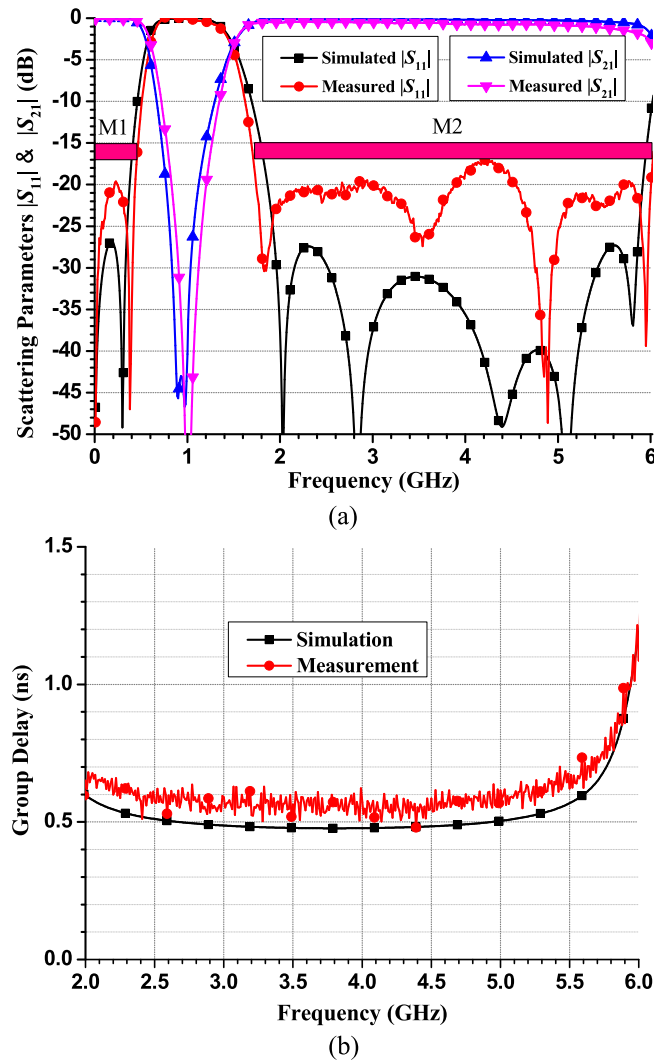 Scattering Parameters |S11| & |S21| (dB)
0
-5
-10
-15
-20
-25
-30
-35
-40
-45
-50
Simulated |S11|
Measured |S11|
Simulated |S21|
Measured |S21|
M1
M2
0 1 2 3 4 5 6
Frequency (GHz)
(a)
Group Delay (ns)
1.5
1.0
0.5
0.0
Simulation
Measurement
2.0 2.5 3.0 3.5 4.0 4.5 5.0 5.5 6.0
Frequency (GHz)
(b)